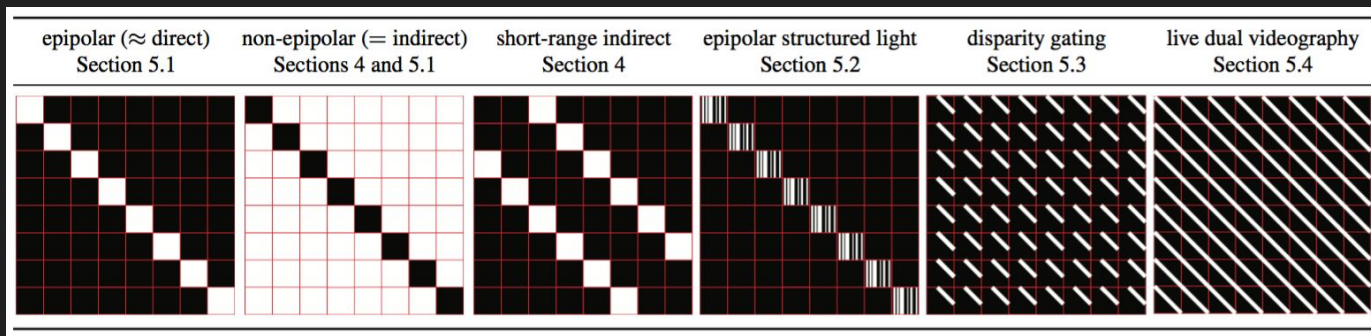 epipolar (≈ direct)
Section 5.1
non-epipolar (= indirect)
Sections 4 and 5.1
short-range indirect
Section 4
epipolar structured light
Section 5.2
disparity gating
Section 5.3
live dual videography
Section 5.4